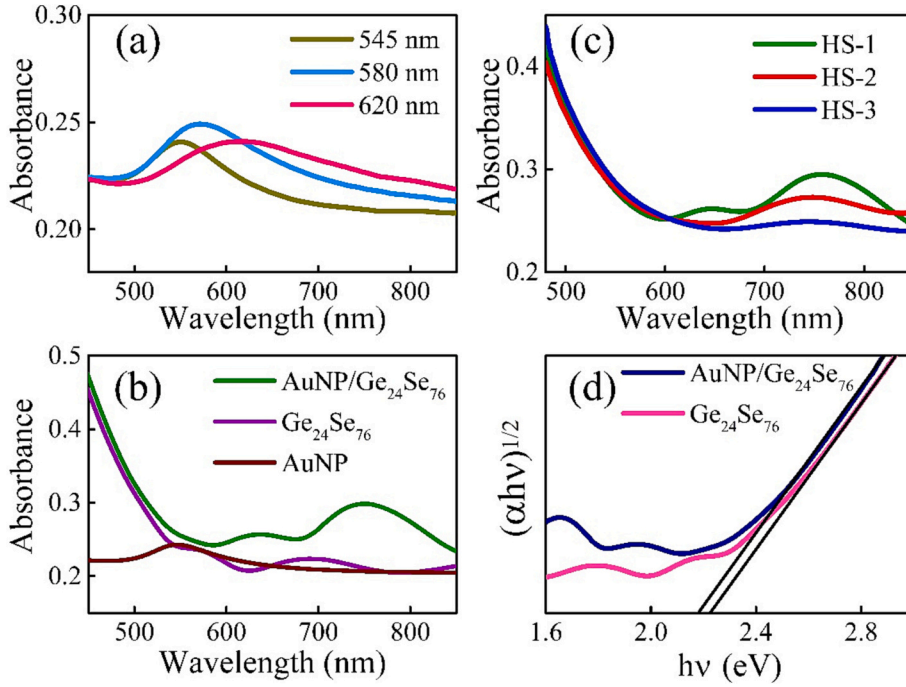 (a)
545 nm
580 nm
620 nm
0.30
0.25
0.20
Absorbance
500 600 700 800
Wavelength (nm)
(c)
HS-1
HS-2
HS-3
0.4
0.3
0.2
Absorbance
500 600 700 800
Wavelength (nm)
(b)
AuNP/Ge₂₄Se₇₆
Ge₂₄Se₇₆
AuNP
0.5
0.4
0.3
0.2
Absorbance
500 600 700 800
Wavelength (nm)
(d)
AuNP/Ge₂₄Se₇₆
Ge₂₄Se₇₆
(αhν)¹/²
1.6 2.0 2.4 2.8
hν (eV)